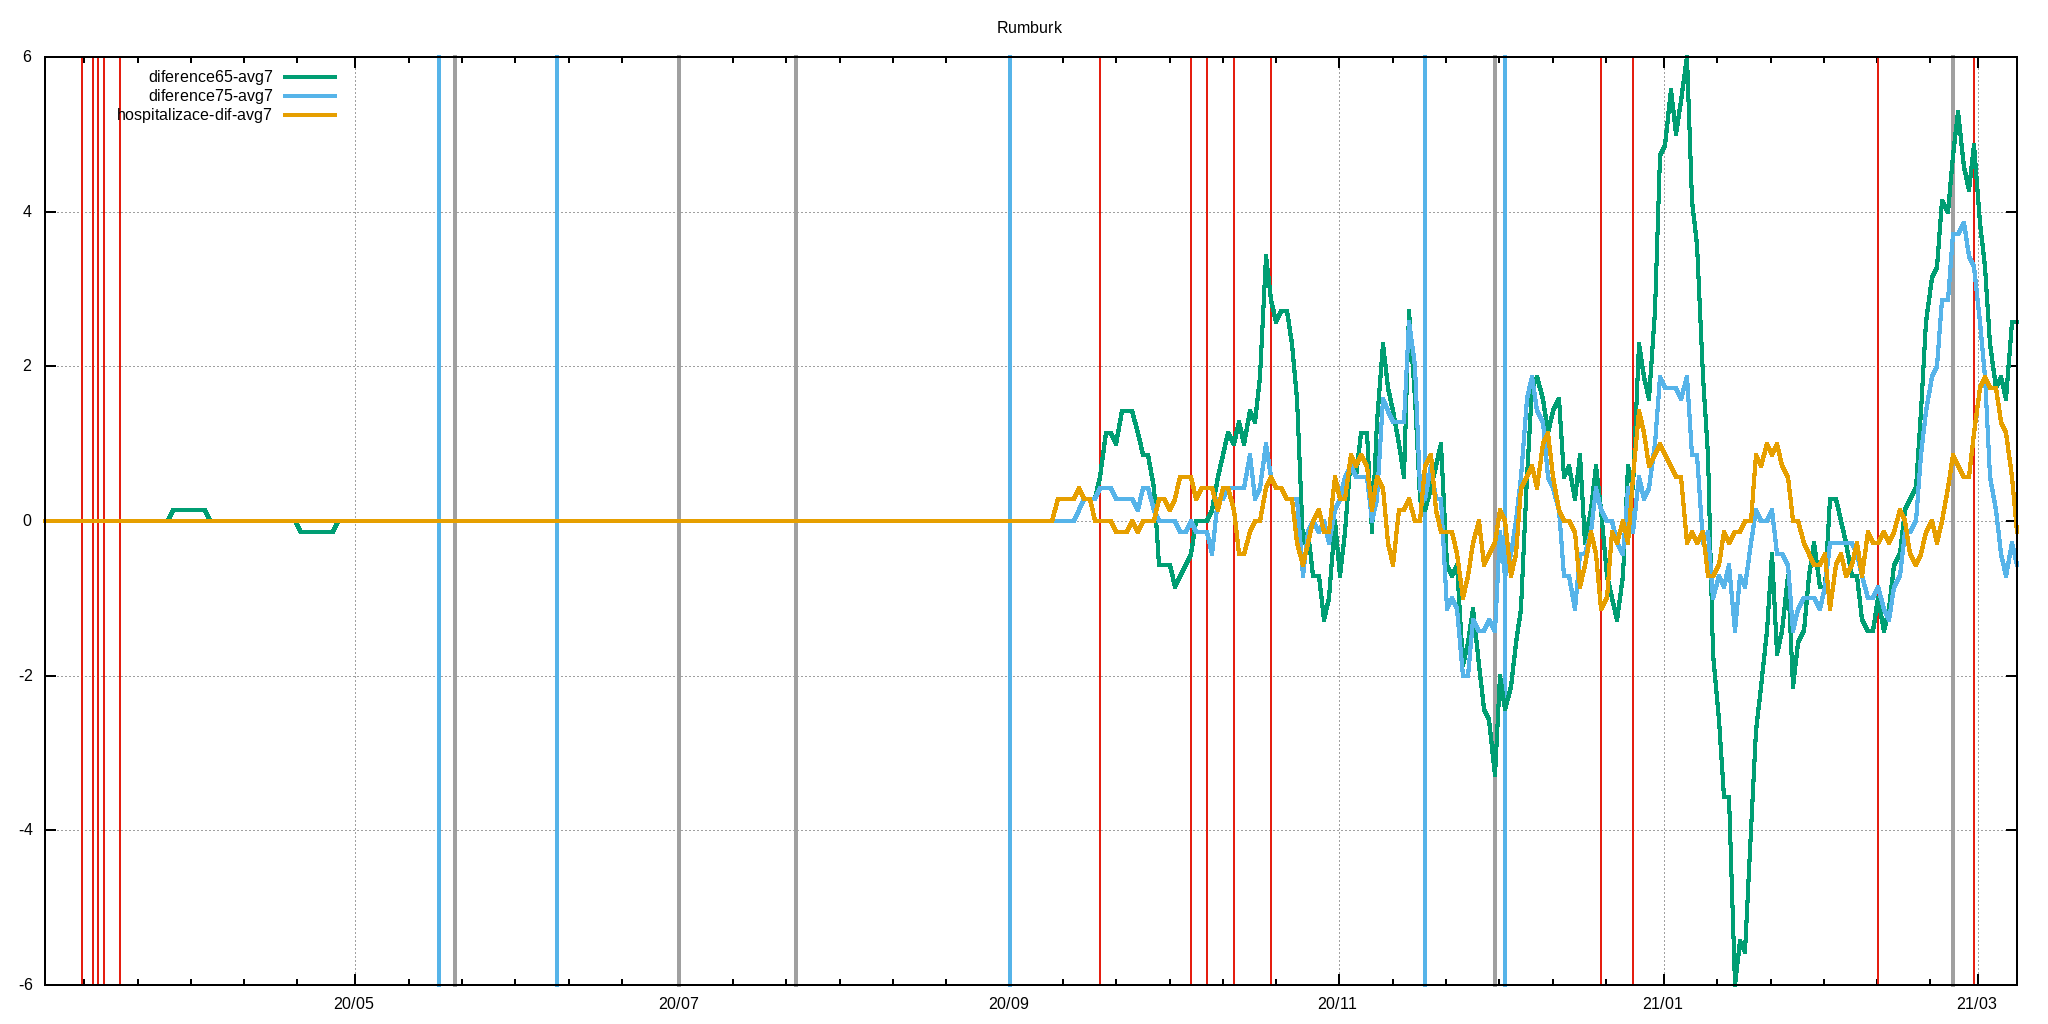 Rumburk
6
diference65-avg7
diference75-avg7
hospitalizace-dif-avg7
4
2
0
-2
-4
-6
20/05 20/07 20/09 20/11 21/01 21/03